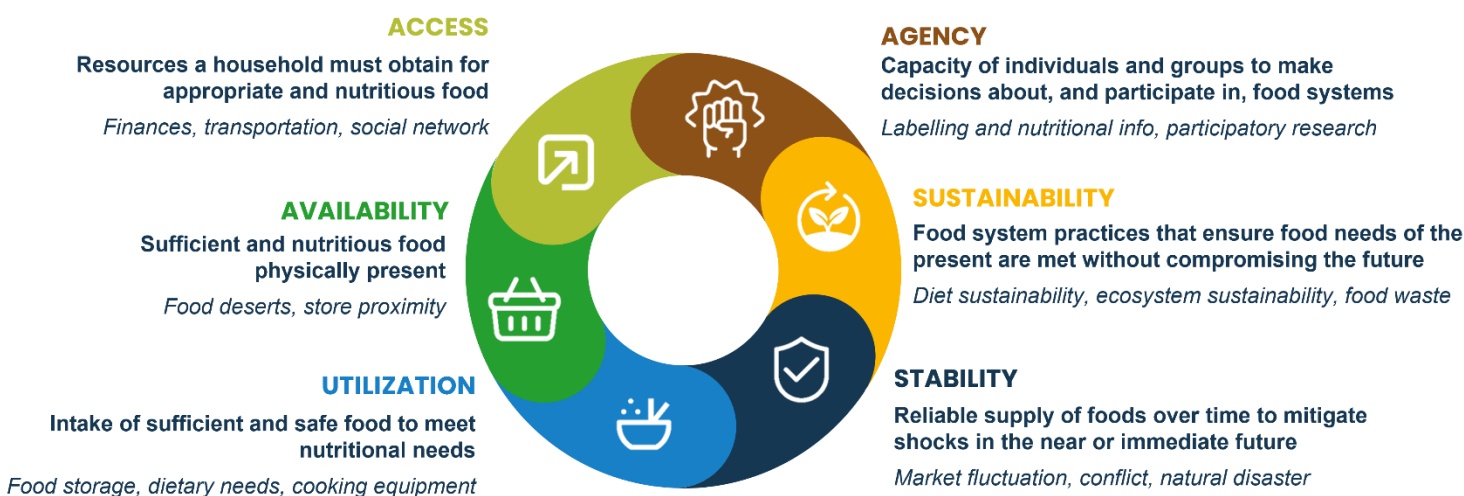 ACCESS
Resources a household must obtain for
appropriate and nutritious food
Finances, transportation, social network
AVAILABILITY
Sufficient and nutritious food
physically present
Food deserts, store proximity
UTILIZATION
Intake of sufficient and safe food to meet
nutritional needs
Food storage, dietary needs, cooking equipment
AGENCY
Capacity of individuals and groups to make
decisions about, and participate in, food systems
Labelling and nutritional info, participatory research
SUSTAINABILITY
Food system practices that ensure food needs of the
present are met without compromising the future
Diet sustainability, ecosystem sustainability, food waste
STABILITY
Reliable supply of foods over time to mitigate
shocks in the near or immediate future
Market fluctuation, conflict, natural disaster